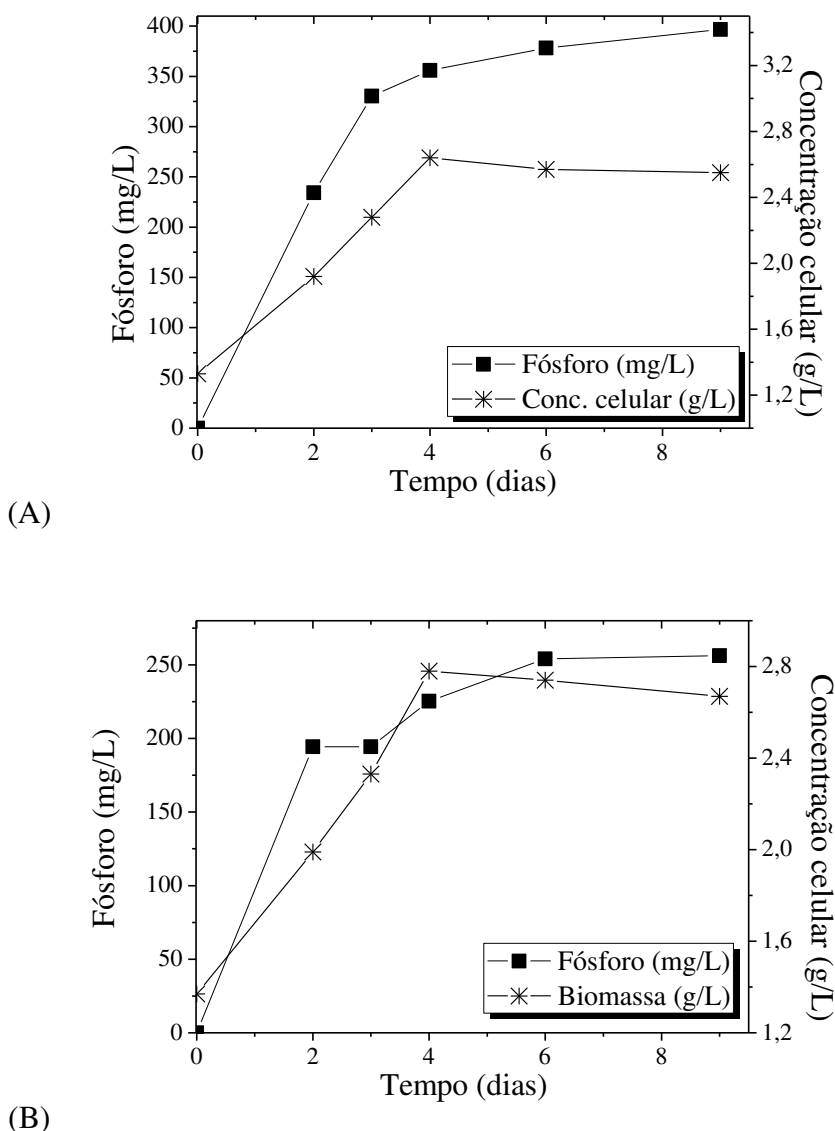 400
350
300
250
200
150
100
50
0
Fósforo (mg/L)
3,2
2,8
2,4
2,0
1,6
1,2
Concentração celular (g/L)
Fósforo (mg/L)
Conc. celular (g/L)
0 2 4 6 8
Tempo (dias)
(A)
250
200
150
100
50
0
Fósforo (mg/L)
2,8
2,4
2,0
1,6
1,2
Concentração celular (g/L)
Fósforo (mg/L)
Biomassa (g/L)
0 2 4 6 8
Tempo (dias)
(B)